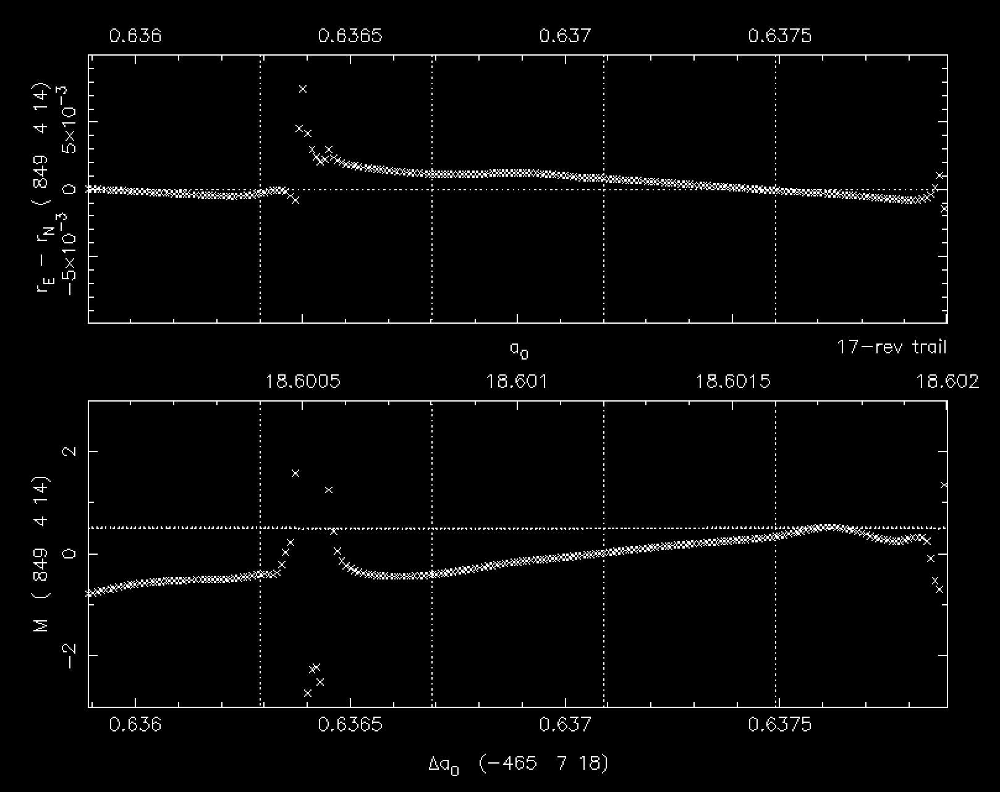 0.636 0.6365 0.637 0.6375
r_E − r_N ( 849 4 14)
−5×10^−3 0 5×10^−3
a_0
17−rev trail
18.6005 18.601 18.6015 18.602
M ( 849 4 14)
−2 0 2
0.636 0.6365 0.637 0.6375
Δa_0 (−465 7 18)